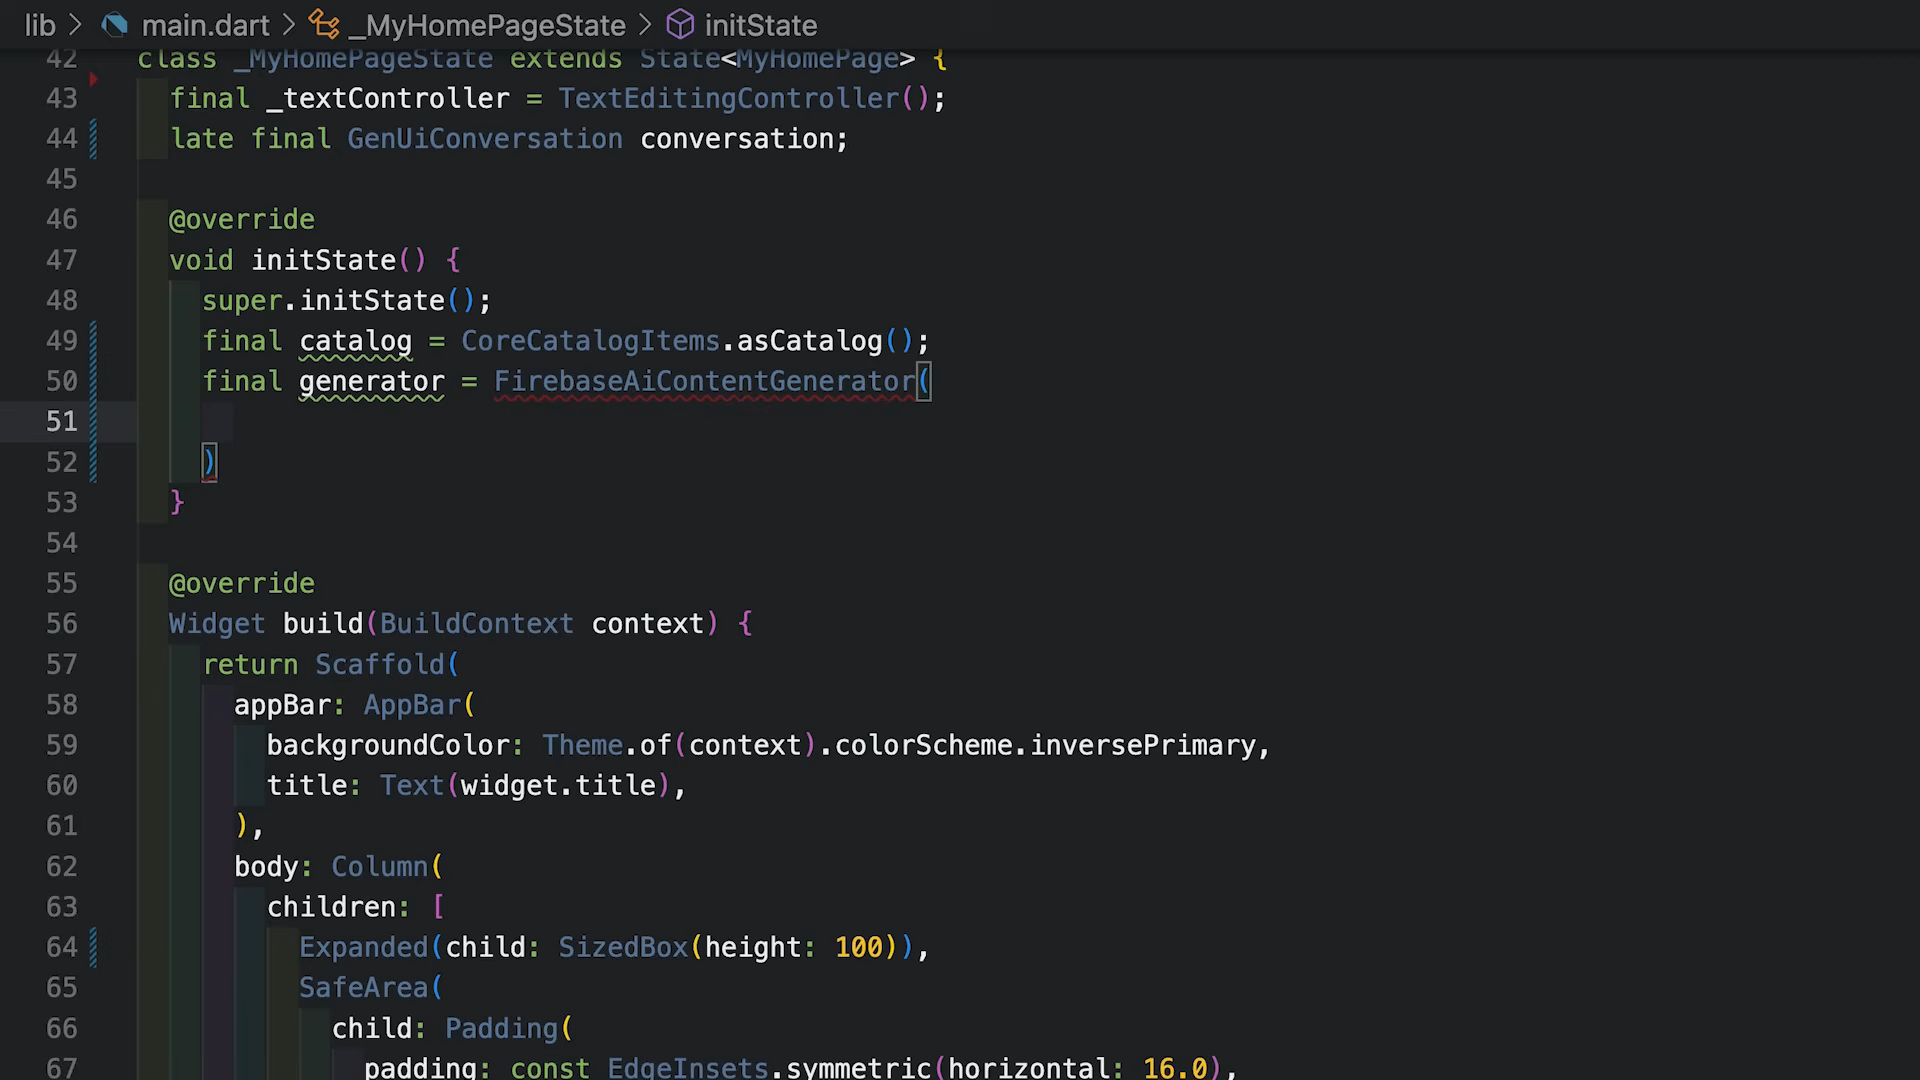 lib > main.dart > _MyHomePageState > initState
42 class _MyHomePageState extends State<MyHomePage> {
43 final _textController = TextEditingController();
44 late final GenUiConversation conversation;
45
46 @override
47 void initState() {
48 super.initState();
49 final catalog = CoreCatalogItems.asCatalog();
50 final generator = FirebaseAiContentGenerator(
51
52 )
53 }
54
55 @override
56 Widget build(BuildContext context) {
57 return Scaffold(
58 appBar: AppBar(
59 backgroundColor: Theme.of(context).colorScheme.inversePrimary,
60 title: Text(widget.title),
61 ),
62 body: Column(
63 children: [
64 Expanded(child: SizedBox(height: 100)),
65 SafeArea(
66 child: Padding(
67 padding: const EdgeInsets.symmetric(horizontal: 16.0),